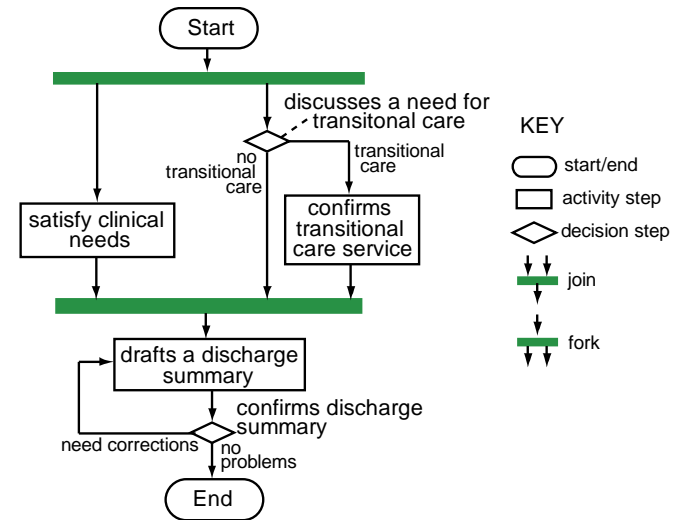 Start
discusses a need for
transitonal care
no
transitional
care
transitional
care
satisfy clinical
needs
confirms
transitional
care service
drafts a discharge
summary
confirms discharge
summary
need corrections
no
problems
End
KEY
start/end
activity step
decision step
join
fork